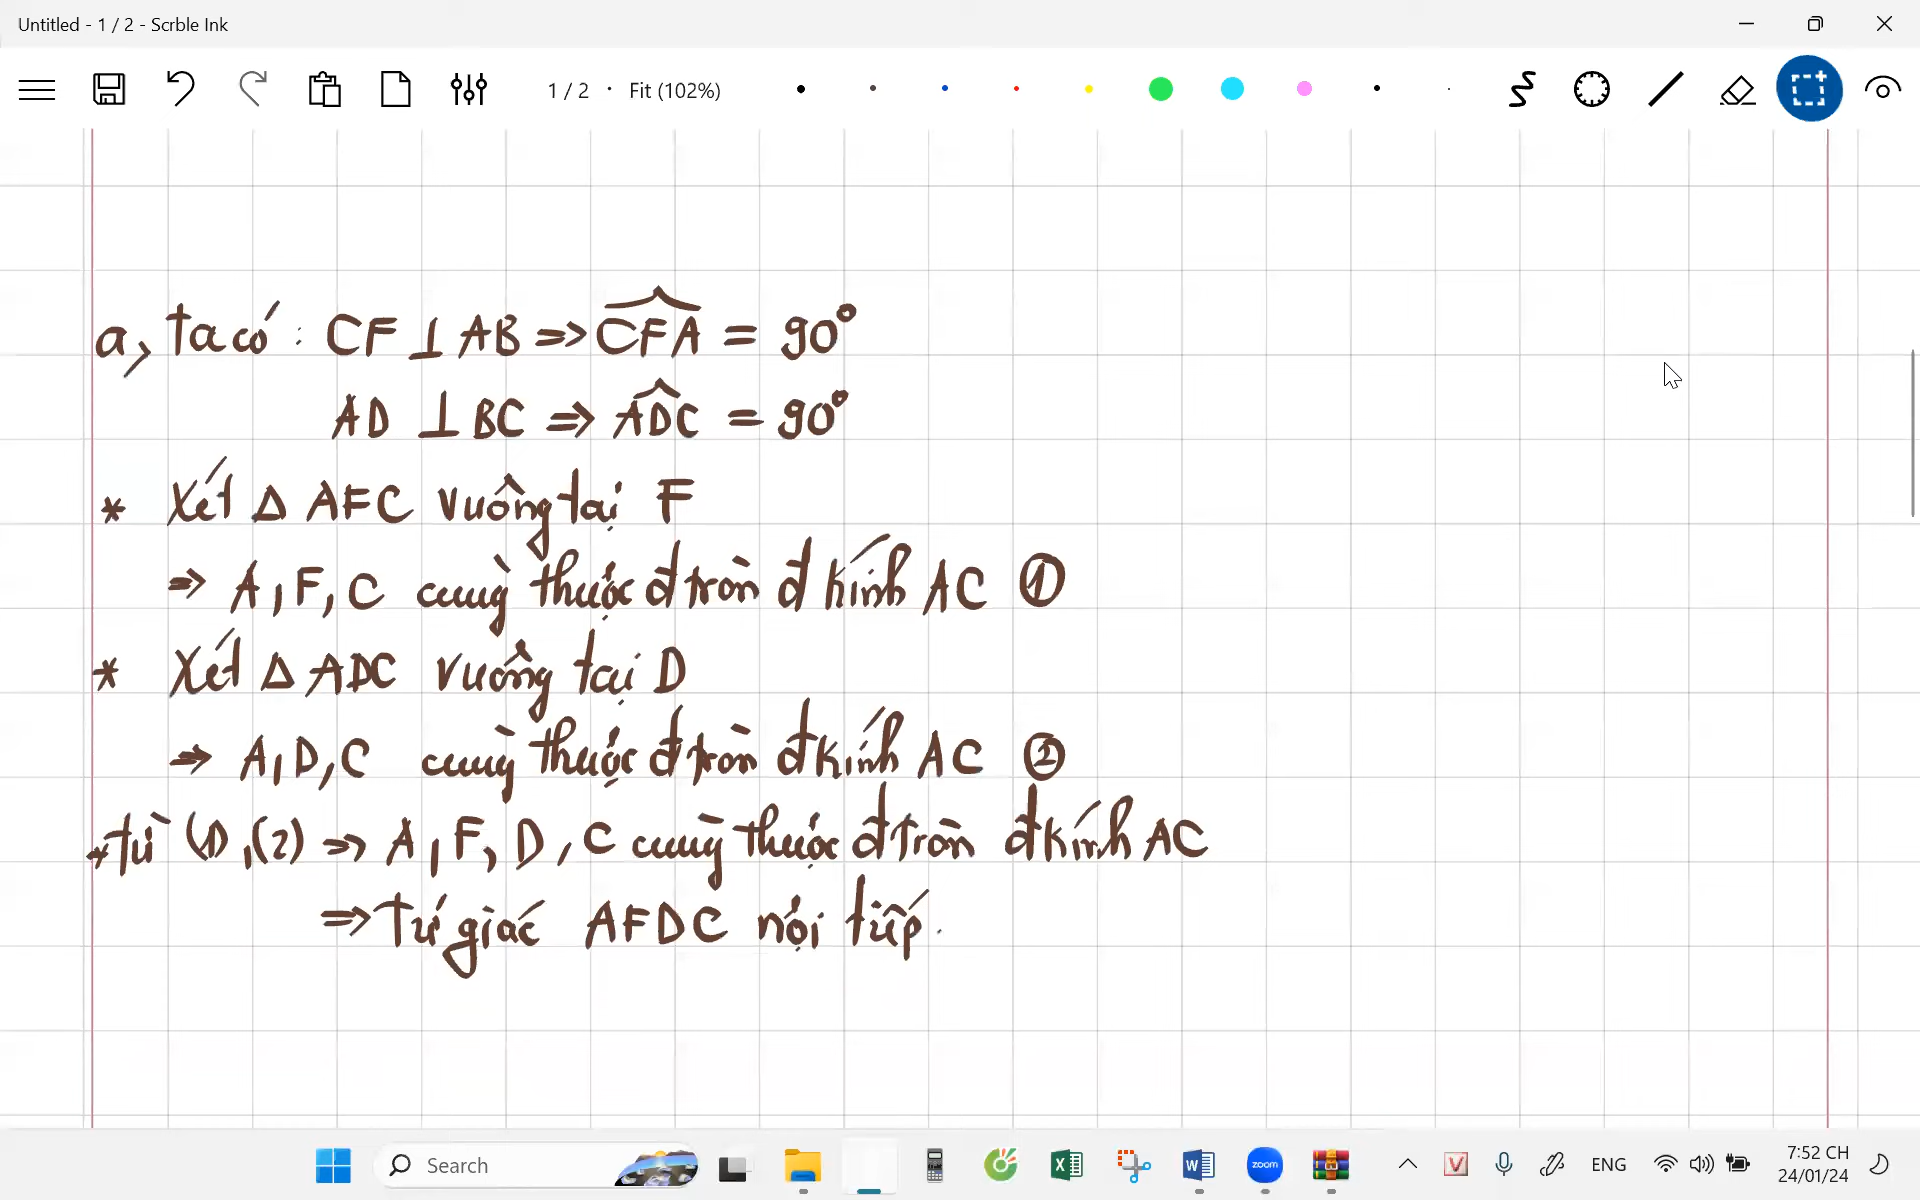 Untitled - 1 / 2 - Scrble Ink
1 / 2 · Fit (102%)
a, ta có : CF ⊥ AB => \widehat{CFA} = 90°
AD ⊥ BC => \widehat{ADC} = 90°
* Xét Δ AFC vuông tại F
=> A, F, C cùng thuộc đ tròn đ kính AC ①
* Xét Δ ADC vuông tại D
=> A, D, C cùng thuộc đ tròn đ kính AC ②
* từ (1), (2) => A, F, D, C cùng thuộc đ tròn đ kính AC
=> Tứ giác AFDC nội tiếp.
Search
zoom
ENG
7:52 CH
24/01/24